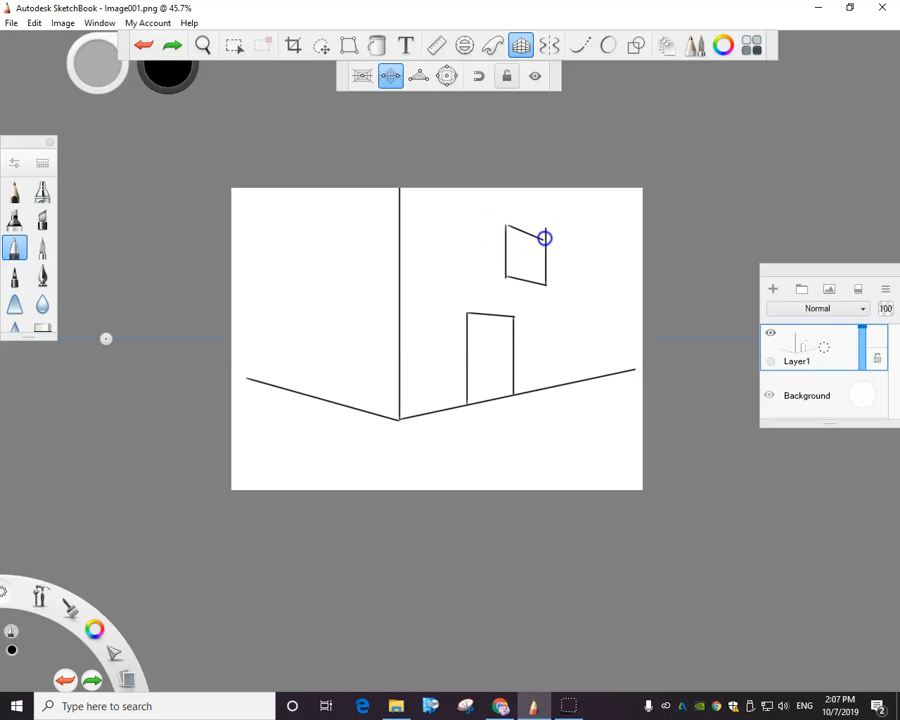 Autodesk SketchBook - Image001.png @ 45.7%
File Edit Image Window My Account Help
T
Normal
100
Layer1
Background
Type here to search
ENG
2:07 PM
10/7/2019
2